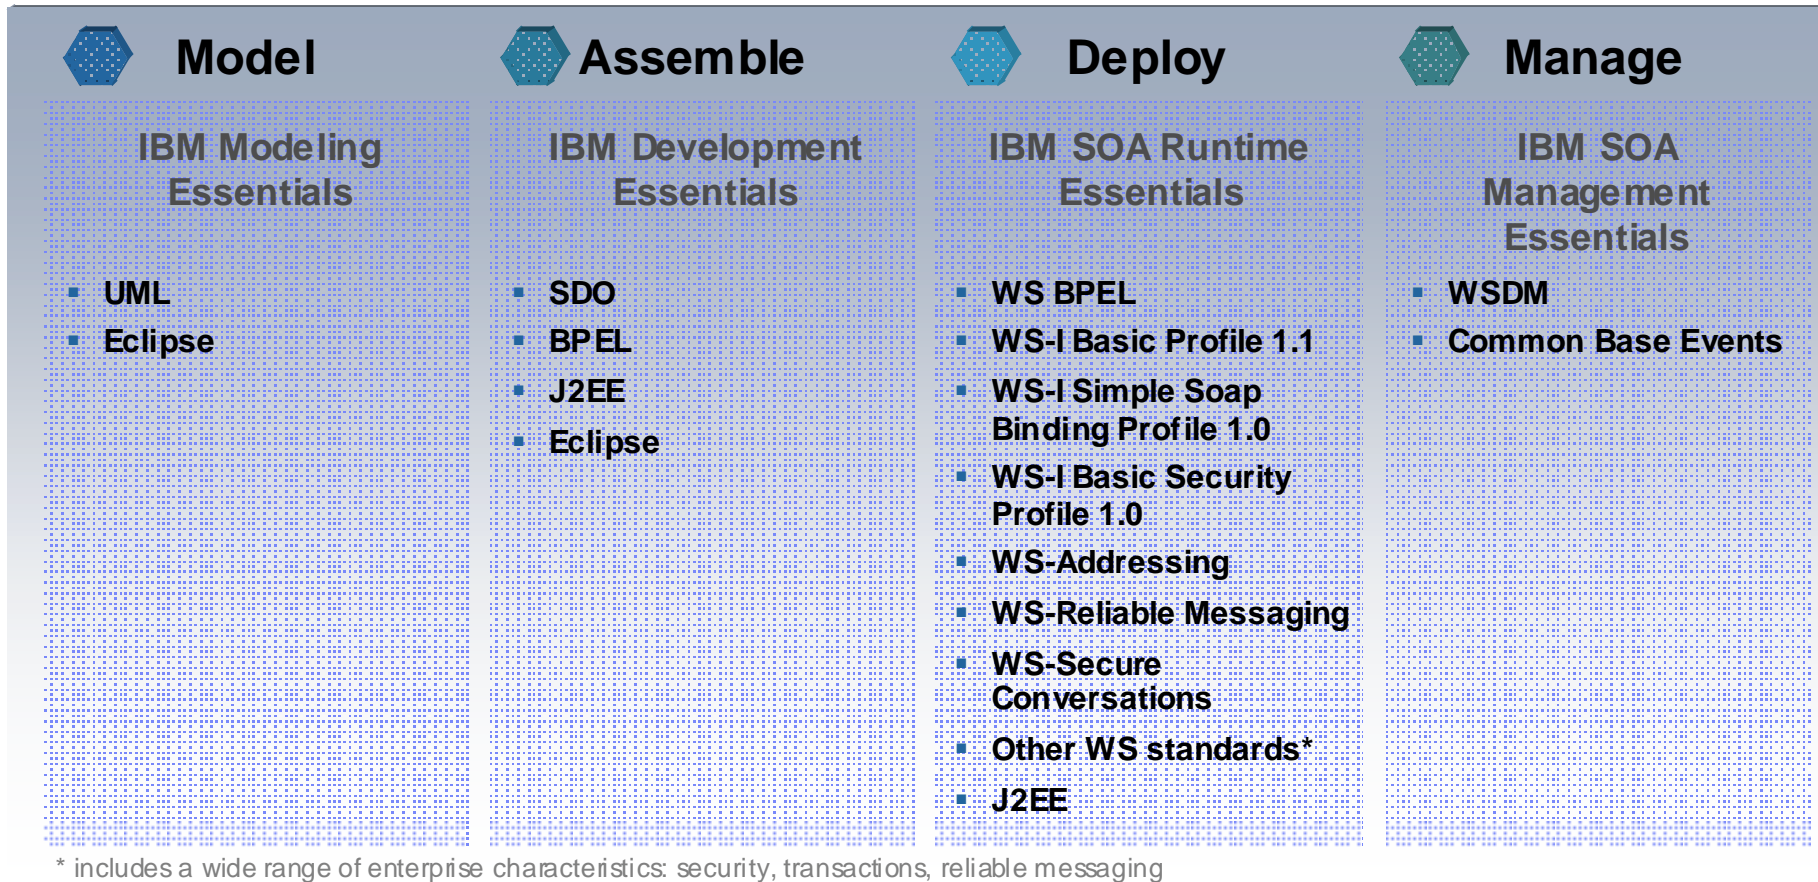 Model
IBM Modeling
Essentials
UML
Eclipse
Assemble
IBM Development
Essentials
SDO
BPEL
J2EE
Eclipse
Deploy
IBM SOA Runtime
Essentials
WS BPEL
WS-I Basic Profile 1.1
WS-I Simple Soap
Binding Profile 1.0
WS-I Basic Security
Profile 1.0
WS-Addressing
WS-Reliable Messaging
WS-Secure
Conversations
Other WS standards*
J2EE
Manage
IBM SOA
Management
Essentials
WSDM
Common Base Events
* includes a wide range of enterprise characteristics: security, transactions, reliable messaging